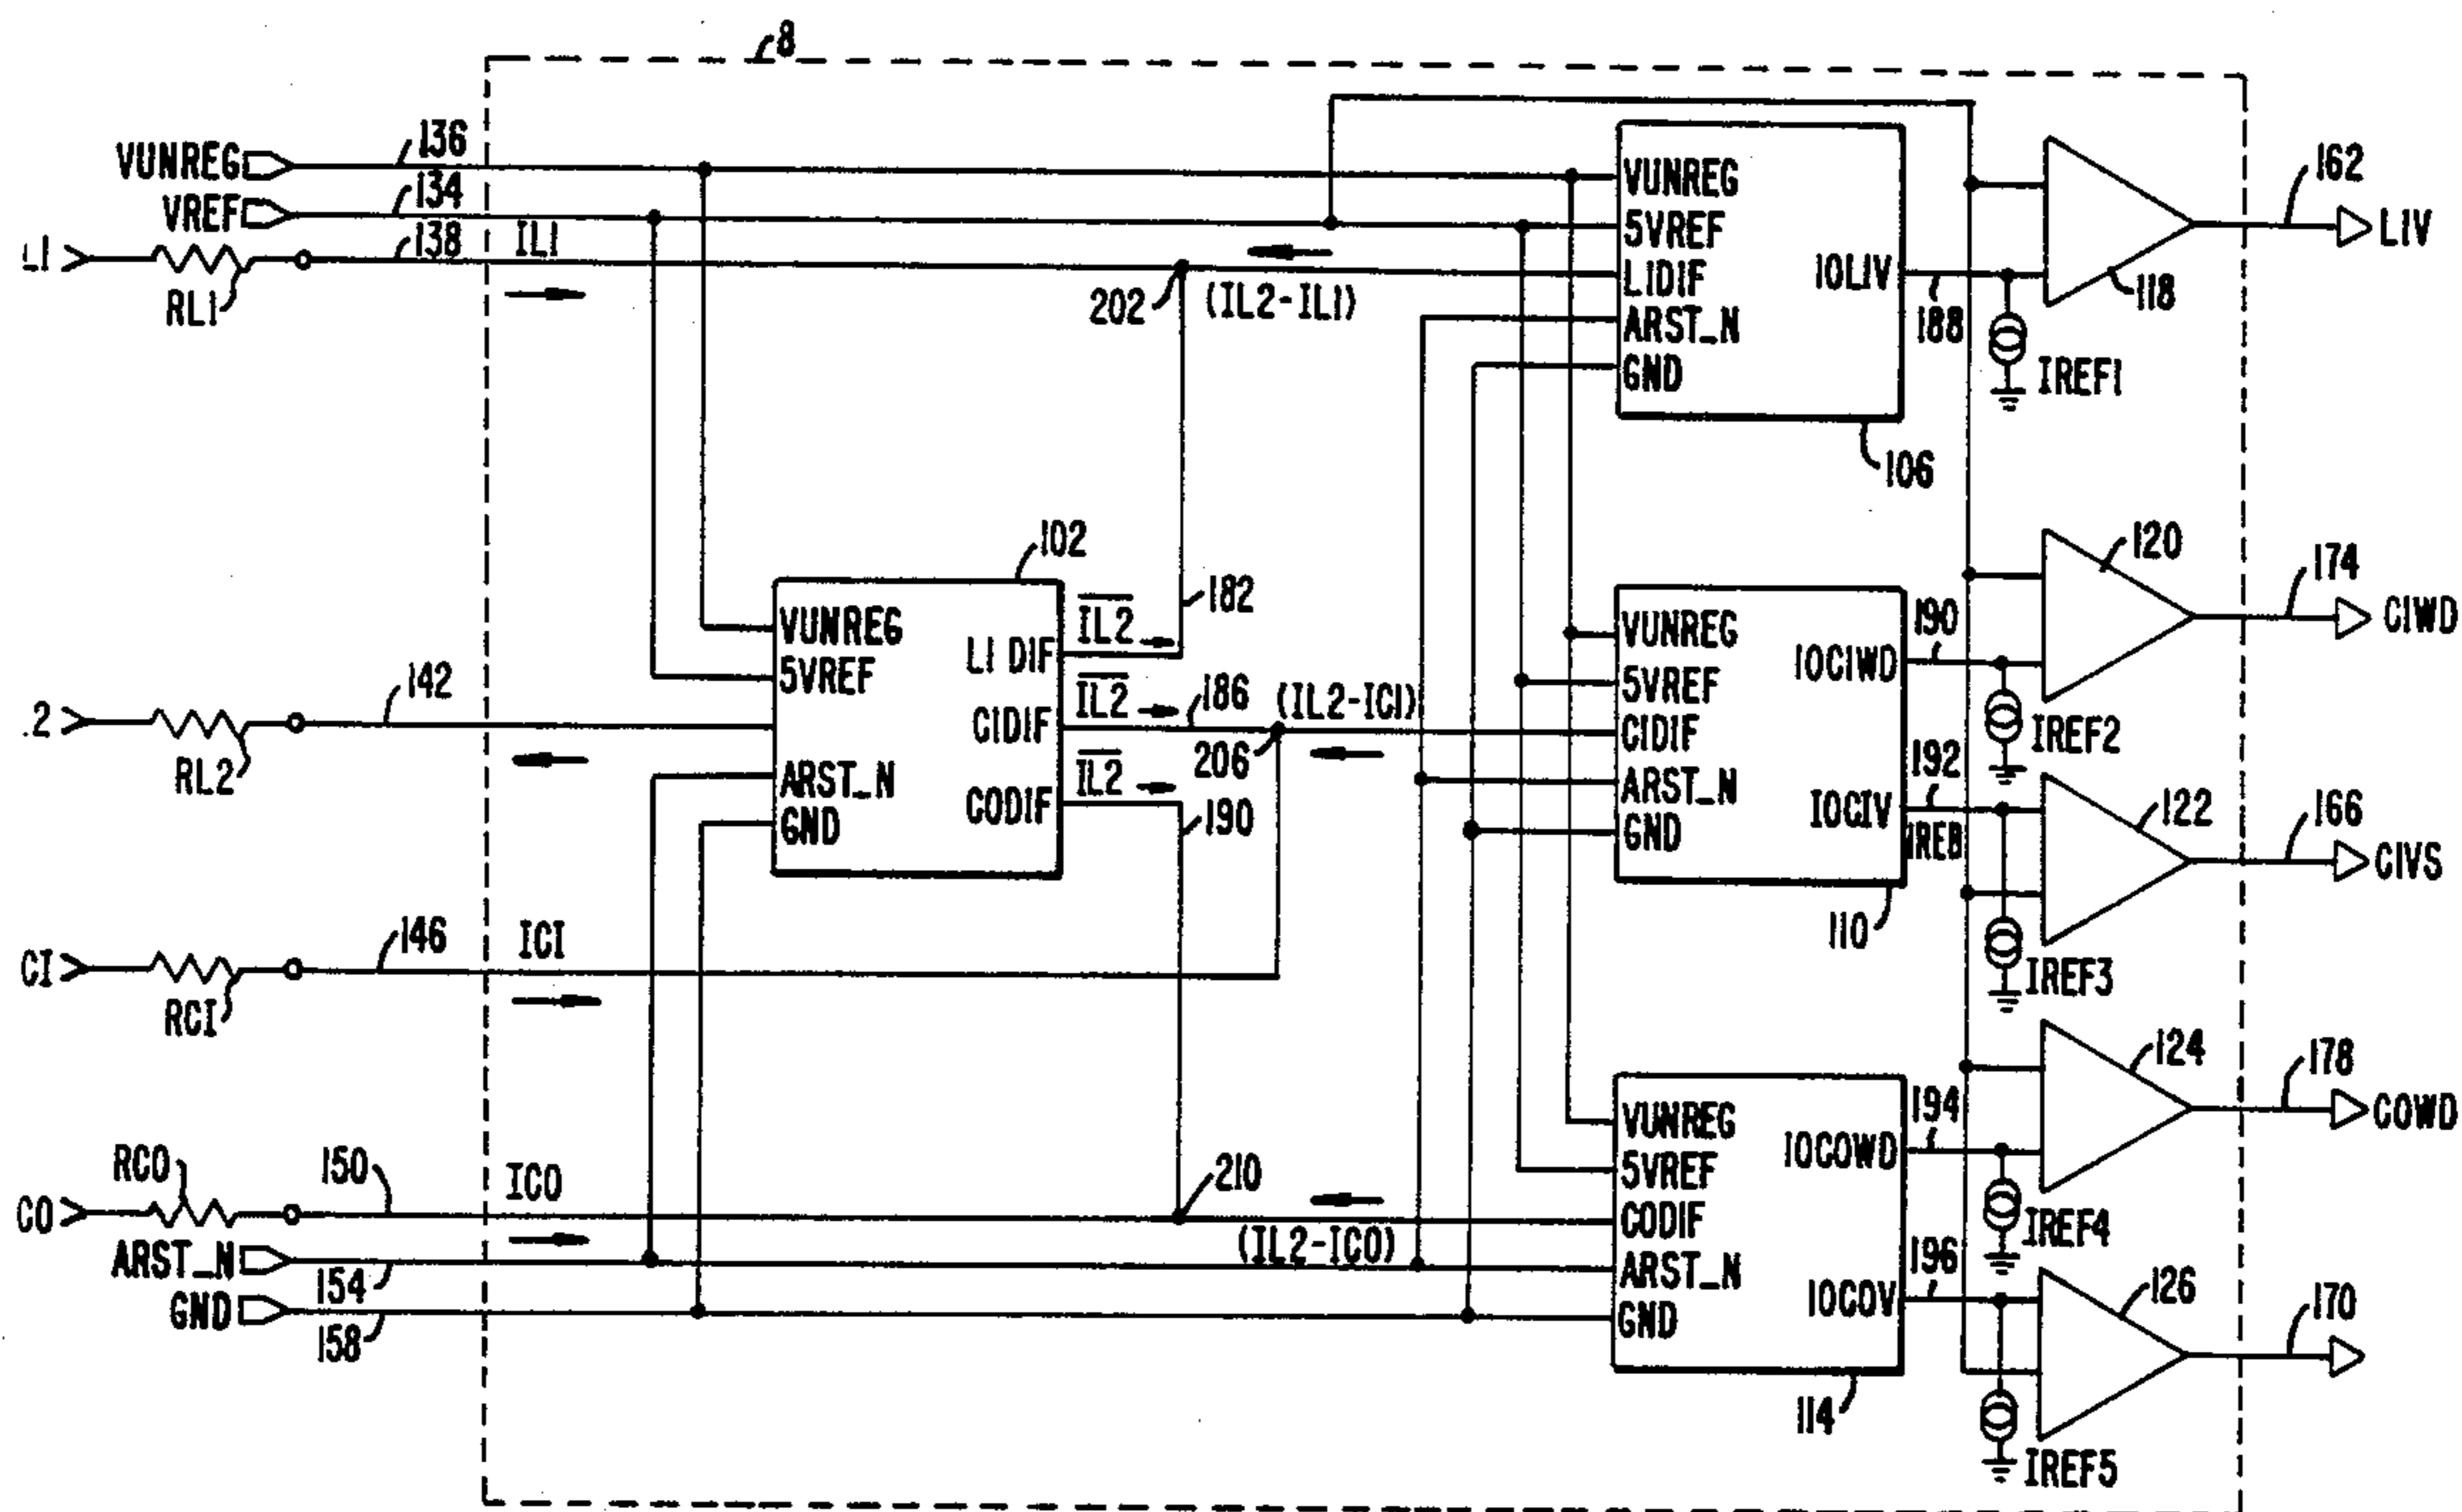 8
VUNREG
136
VREF
134
L1
RL1
138
IL1
202
(IL2-IL1)
VUNREG
5VREF
L1DIF
ARST_N
GND
IOLIV
106
188
IREF1
118
162
LIV
102
VUNREG
5VREF
ARST_N
GND
L1 DIF
CIDIF
CODIF
IL2
182
IL2
186
IL2
190
.2
RL2
142
(IL2-ICI)
206
VUNREG
5VREF
CIDIF
ARST_N
GND
IOCIWD
IOCIV
110
190
IREF2
120
174
CIWD
192
IREB
IREF3
122
166
CIVS
CI
RCI
146
ICI
CO
RCO
150
ICO
210
(IL2-ICO)
ARST_N
154
GND
158
VUNREG
5VREF
CODIF
ARST_N
GND
IOCOWD
IOCOV
114
194
IREF4
124
178
COWD
196
IREF5
126
170